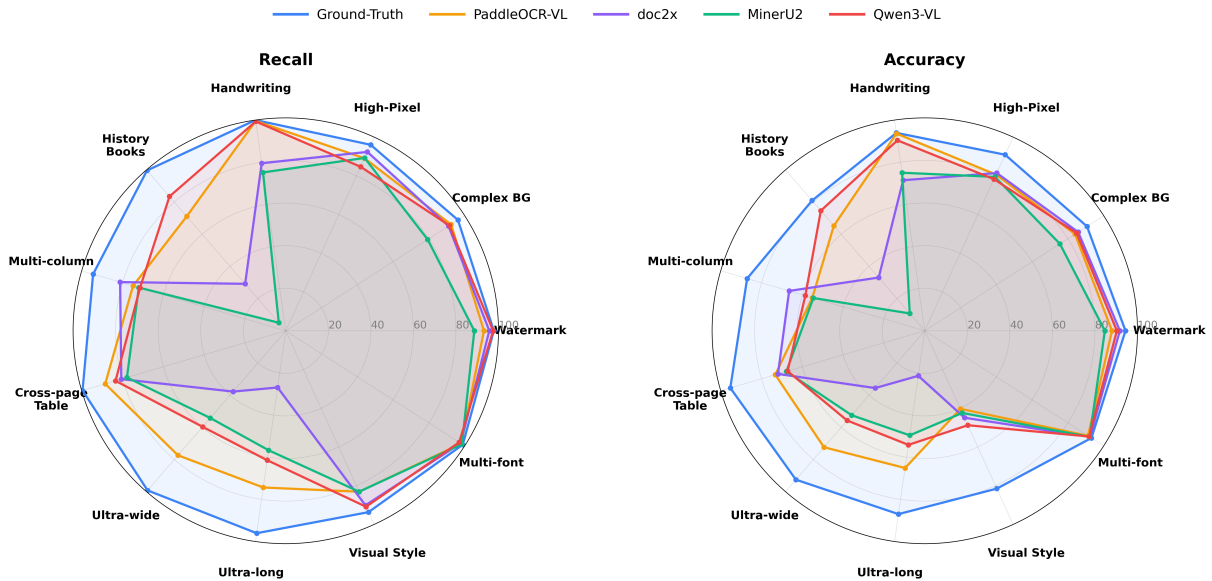 Ground-Truth
PaddleOCR-VL
doc2x
MinerU2
Qwen3-VL
Recall
Handwriting
High-Pixel
History
Books
Complex BG
Multi-column
20
40
60
80
100
Watermark
Cross-page
Table
Multi-font
Ultra-wide
Visual Style
Ultra-long
Accuracy
Handwriting
High-Pixel
History
Books
Complex BG
Multi-column
20
40
60
80
100
Watermark
Cross-page
Table
Multi-font
Ultra-wide
Visual Style
Ultra-long